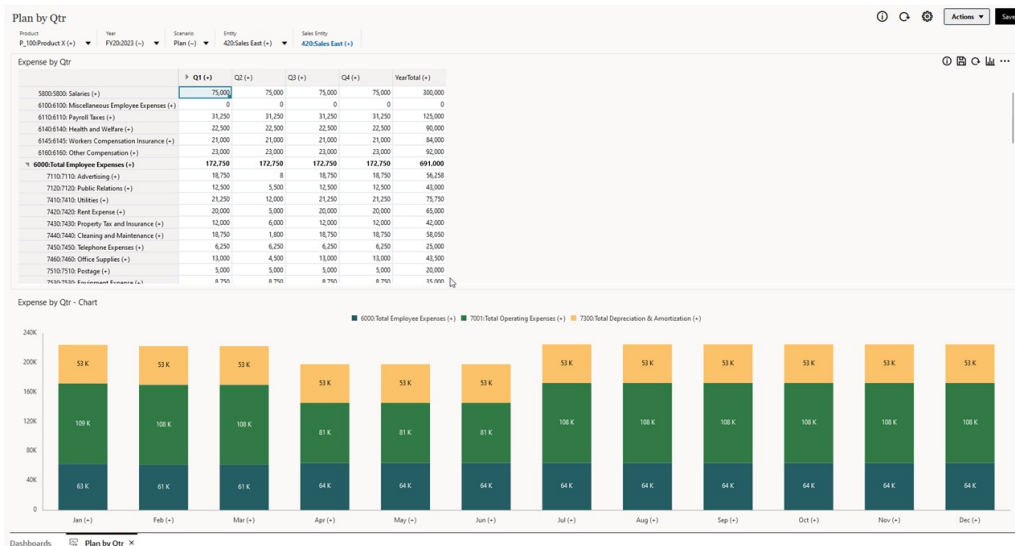 Plan by Qtr
Actions
Save
Product Year Scenario Entity Sales Entity
P_100:Product X (+) FY20:2023 (~) Plan (~) 420:Sales East (+) 420:Sales East (+)
Expense by Qtr
Q1 (+) Q2 (+) Q3 (+) Q4 (+) YearTotal (+)
5800:5800: Salaries (+) 75,000 75,000 75,000 75,000 300,000
6100:6100: Miscellaneous Employee Expenses (+) 0 0 0 0 0
6110:6110: Payroll Taxes (+) 31,250 31,250 31,250 31,250 125,000
6140:6140: Health and Welfare (+) 22,500 22,500 22,500 22,500 90,000
6145:6145: Workers Compensation Insurance (+) 21,000 21,000 21,000 21,000 84,000
6160:6160: Other Compensation (+) 23,000 23,000 23,000 23,000 92,000
6000:Total Employee Expenses (+) 172,750 172,750 172,750 172,750 691,000
7110:7110: Advertising (+) 18,750 8 18,750 18,750 56,258
7120:7120: Public Relations (+) 12,500 5,500 12,500 12,500 43,000
7410:7410: Utilities (+) 21,250 12,000 21,250 21,250 75,750
7420:7420: Rent Expense (+) 20,000 5,000 20,000 20,000 65,000
7430:7430: Property Tax and Insurance (+) 12,000 6,000 12,000 12,000 42,000
7440:7440: Cleaning and Maintenance (+) 18,750 1,800 18,750 18,750 58,050
7450:7450: Telephone Expenses (+) 6,250 6,250 6,250 6,250 25,000
7460:7460: Office Supplies (+) 13,000 4,500 13,000 13,000 43,500
7510:7510: Postage (+) 5,000 5,000 5,000 5,000 20,000
7530:7530: Equipment Expense (+) 8,750 8,750 8,750 8,750 35,000
Expense by Qtr - Chart
6000:Total Employee Expenses (+) 7001:Total Operating Expenses (+) 7300:Total Depreciation & Amortization (+)
240K
200K
160K
120K
80K
40K
0
53 K 53 K 53 K 53 K 53 K 53 K 53 K 53 K 53 K 53 K 53 K 53 K
109 K 108 K 108 K 81 K 81 K 81 K 108 K 108 K 108 K 108 K 108 K 108 K
63 K 61 K 61 K 64 K 64 K 64 K 64 K 64 K 64 K 64 K 64 K 64 K
Jan (+) Feb (+) Mar (+) Apr (+) May (+) Jun (+) Jul (+) Aug (+) Sep (+) Oct (+) Nov (+) Dec (+)
Dashboards Plan by Qtr ×